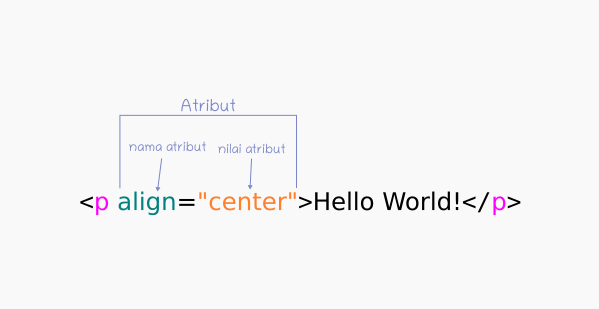 Atribut
nama atribut nilai atribut
<p align="center">Hello World!</p>